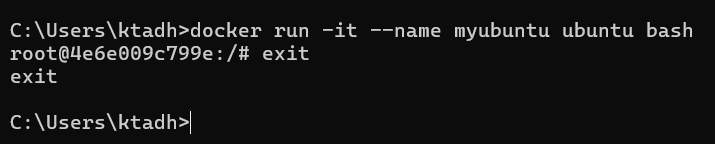 C:\Users\ktadh>docker run -it --name myubuntu ubuntu bash
root@4e6e009c799e:/# exit
exit
C:\Users\ktadh>